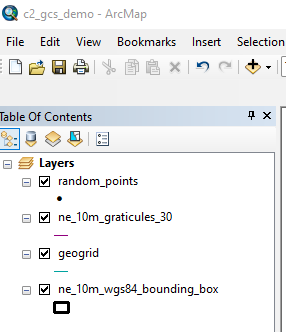 c2_gcs_demo - ArcMap
File Edit View Bookmarks Insert Selection
Table Of Contents
Layers
random_points
ne_10m_graticules_30
geogrid
ne_10m_wgs84_bounding_box